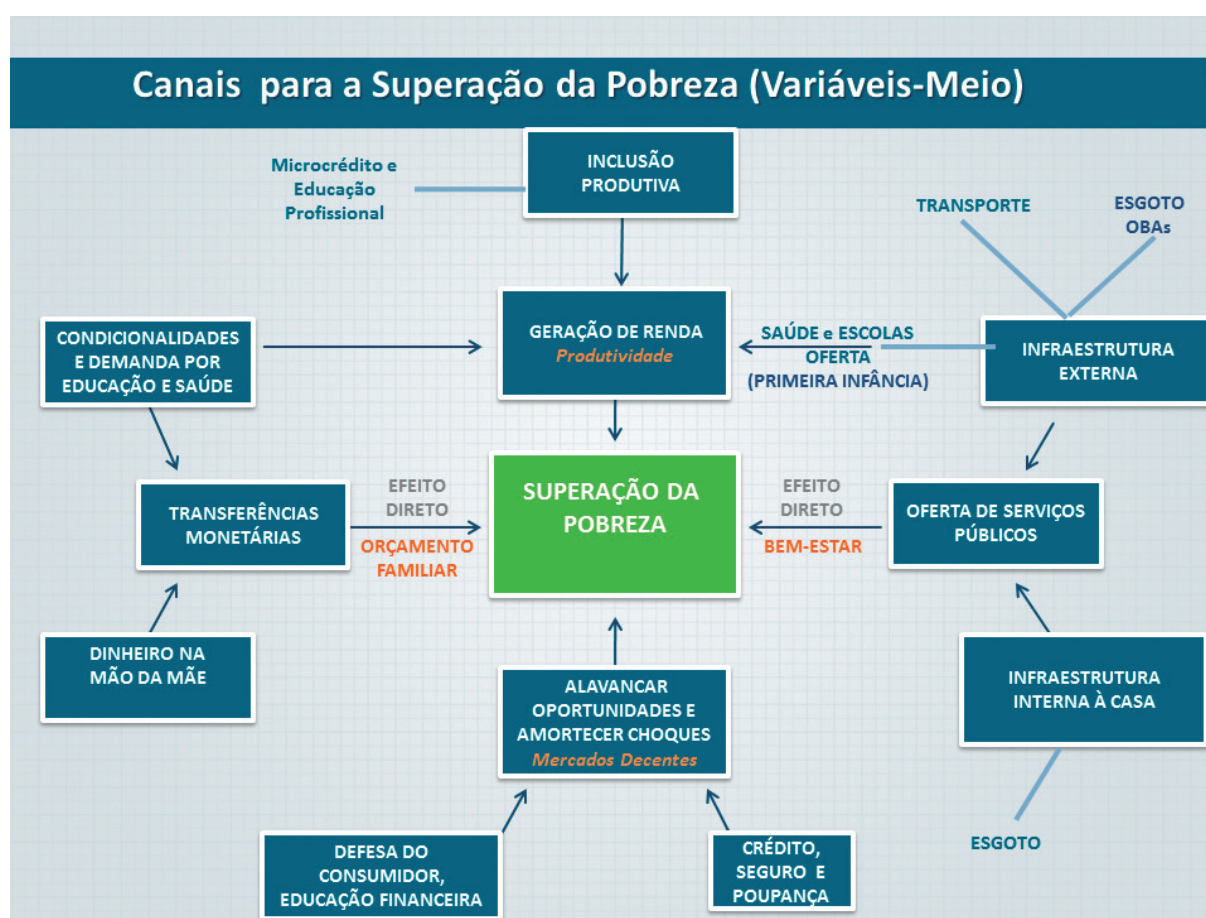 Canais para a Superação da Pobreza (Variáveis-Meio)
Microcrédito e
Educação
Profissional
INCLUSÃO
PRODUTIVA
TRANSPORTE
ESGOTO
OBAs
CONDICIONALIDADES
E DEMANDA POR
EDUCAÇÃO E SAÚDE
GERAÇÃO DE RENDA
Produtividade
SAÚDE e ESCOLAS
OFERTA
(PRIMEIRA INFÂNCIA)
INFRAESTRUTURA
EXTERNA
TRANSFERÊNCIAS
MONETÁRIAS
EFEITO
DIRETO
ORÇAMENTO
FAMILIAR
SUPERAÇÃO DA
POBREZA
EFEITO
DIRETO
BEM-ESTAR
OFERTA DE SERVIÇOS
PÚBLICOS
DINHEIRO NA
MÃO DA MÃE
ALAVANCAR
OPORTUNIDADES E
AMORTECER CHOQUES
Mercados Decentes
INFRAESTRUTURA
INTERNA À CASA
DEFESA DO
CONSUMIDOR,
EDUCAÇÃO FINANCEIRA
CRÉDITO,
SEGURO E
POUPANÇA
ESGOTO